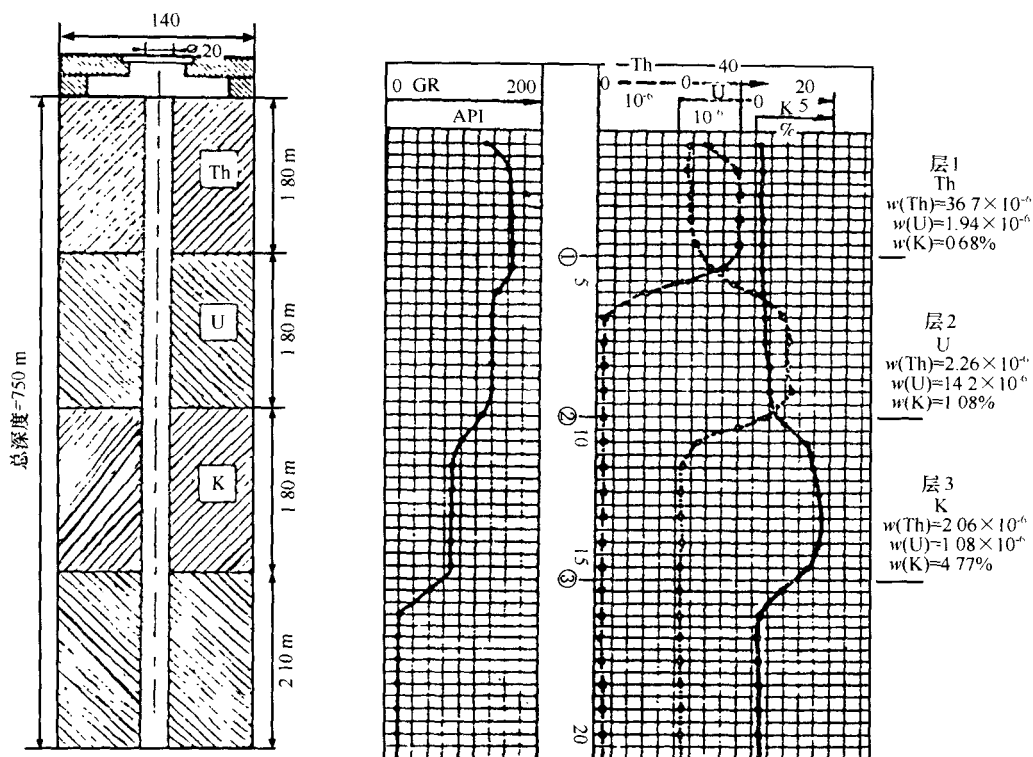 140
20
Th
1 80 m
U
1 80 m
K
1 80 m
2 10 m
总深度=750 m
0 GR 200
API
Th 40
0
10⁻⁶
0 U 20
10⁻⁶
0 K 5
%
①
5
②
10
15
③
20
层1
Th
w(Th)=36 7×10⁻⁶
w(U)=1.94×10⁻⁶
w(K)=0 68%
层2
U
w(Th)=2.26×10⁻⁶
w(U)=14 2×10⁻⁶
w(K)=1 08%
层3
K
w(Th)=2 06×10⁻⁶
w(U)=1 08×10⁻⁶
w(K)=4 77%